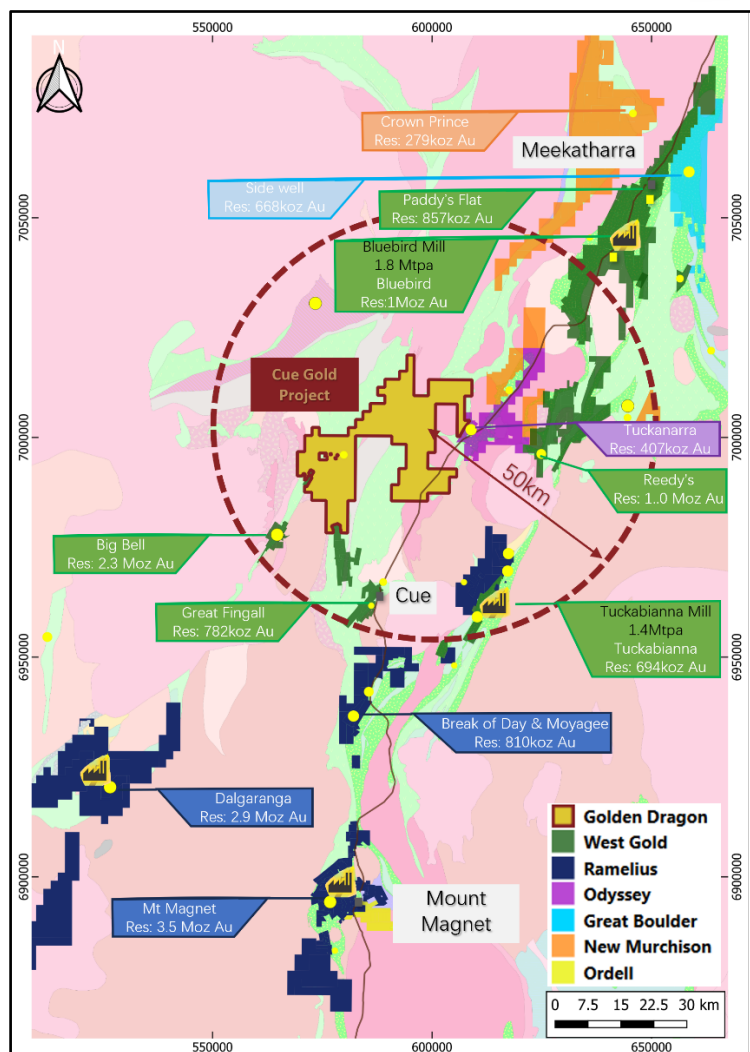 550000
600000
650000
N
Crown Prince
Res: 279koz Au
Meekatharra
Side well
Res: 668koz Au
Paddy's Flat
Res: 857koz Au
7050000
7050000
Bluebird Mill
1.8 Mtpa
Bluebird
Res:1Moz Au
Cue Gold
Project
7000000
7000000
Tuckanarra
Res: 407koz Au
50km
Reedy's
Res: 1..0 Moz Au
Big Bell
Res: 2.3 Moz Au
Cue
Great Fingall
Res: 782koz Au
Tuckabianna Mill
1.4Mtpa
Tuckabianna
Res: 694koz Au
6950000
6950000
Break of Day & Moyagee
Res: 810koz Au
Dalgaranga
Res: 2.9 Moz Au
6900000
6900000
Mt Magnet
Res: 3.5 Moz Au
Mount
Magnet
Golden Dragon
West Gold
Ramelius
Odyssey
Great Boulder
New Murchison
Ordell
0 7.5 15 22.5 30 km
550000
600000
650000